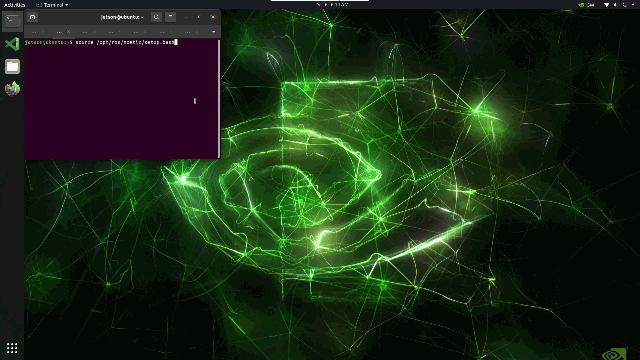 Activities
Terminal
jetson@ubuntu: ~
jetson@ubuntu:~$ source /opt/ros/noetic/setup.bash